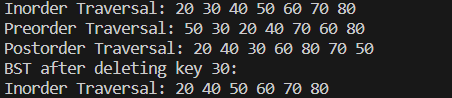 Inorder Traversal: 20 30 40 50 60 70 80
Preorder Traversal: 50 30 20 40 70 60 80
Postorder Traversal: 20 40 30 60 80 70 50
BST after deleting key 30:
Inorder Traversal: 20 40 50 60 70 80